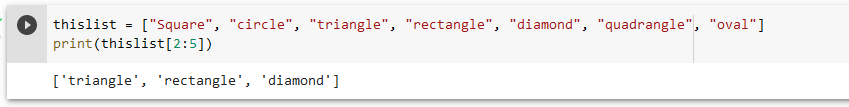 thislist = ["Square", "circle", "triangle", "rectangle", "diamond", "quadrangle", "oval"]
print(thislist[2:5])
['triangle', 'rectangle', 'diamond']